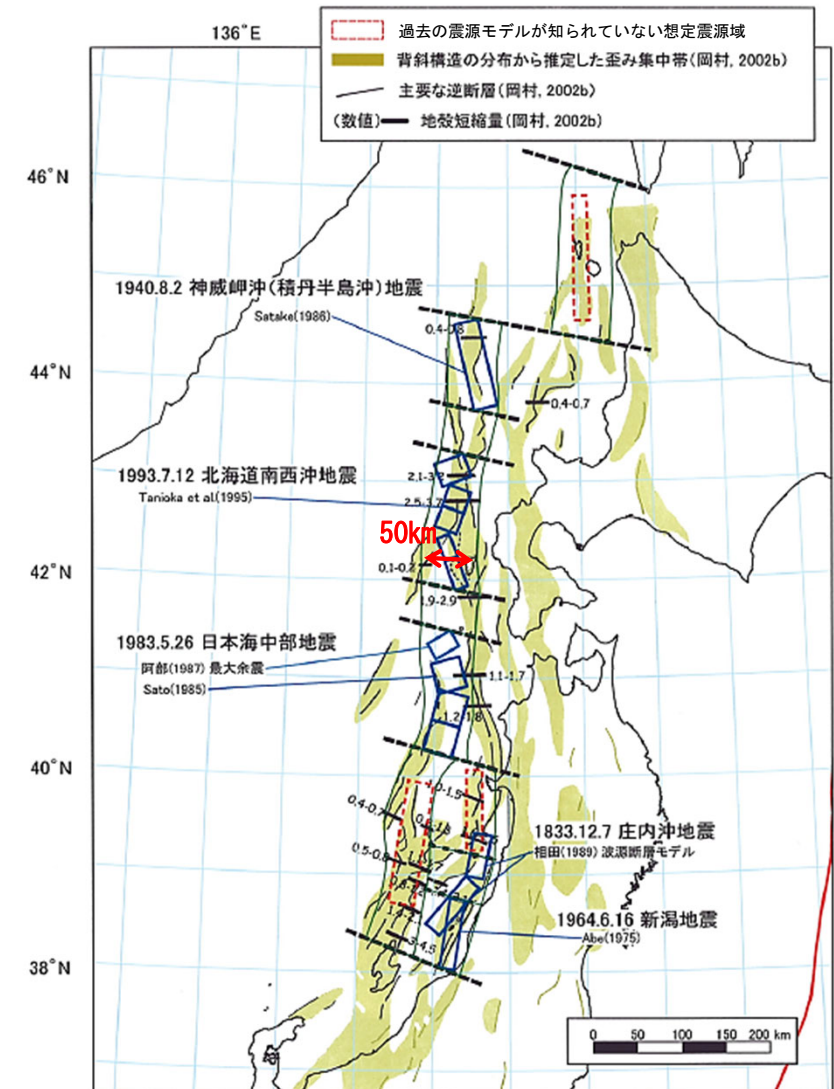 136°E
過去の震源モデルが知られていない想定震源域
背斜構造の分布から推定した歪み集中帯(岡村, 2002b)
主要な逆断層(岡村, 2002b)
(数値) 地殻短縮量(岡村, 2002b)
46°N
1940.8.2 神威岬沖(積丹半島沖)地震
Satake(1986)
0.4-0.8
44°N
0.4-0.7
1993.7.12 北海道南西沖地震
Tanioka et al.(1995)
2.5-3.7
50km
42°N
0.1-0.2
1.9-2.9
1983.5.26 日本海中部地震
阿部(1987) 最大余震
Sato(1985)
1.1-1.7
1.2-1.8
40°N
1.0-1.5
0.4-0.7
1833.12.7 庄内沖地震
相田(1989) 波源断層モデル
0.5-0.8
1964.6.16 新潟地震
Abe(1975)
38°N
0 50 100 150 200 km